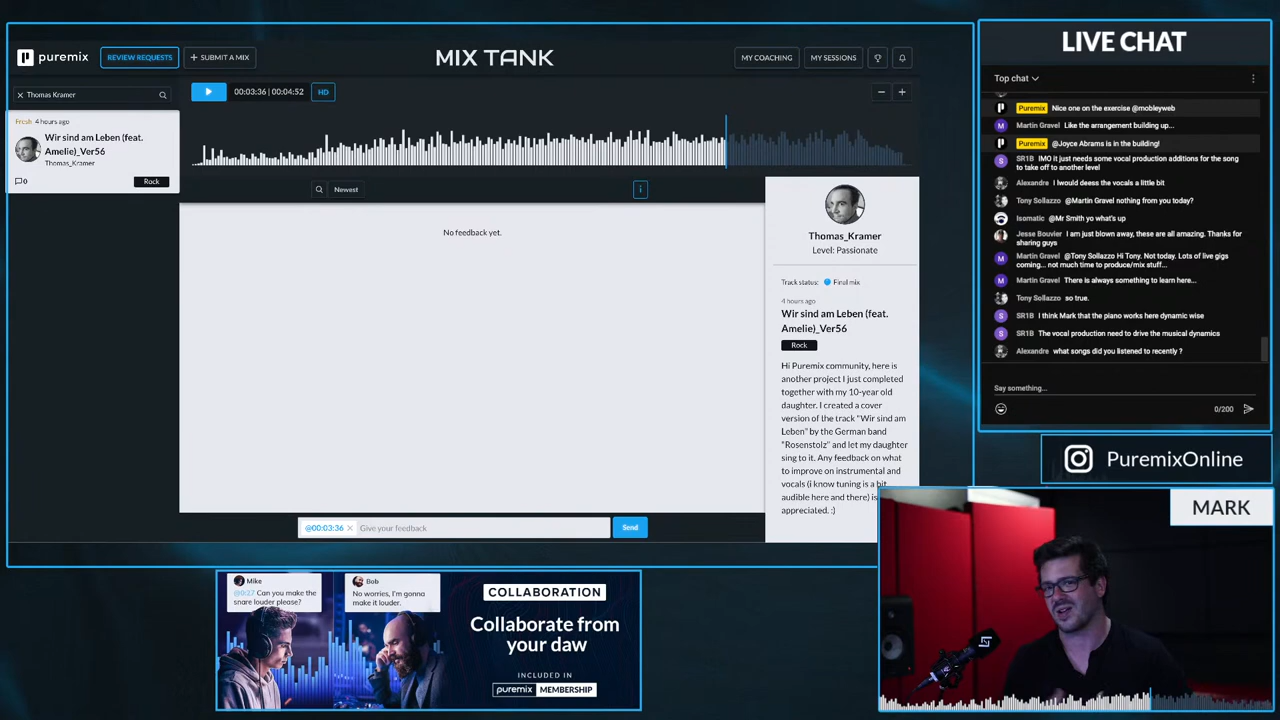 puremix
REVIEW REQUESTS
+ SUBMIT A MIX
MIX TANK
MY COACHING
MY SESSIONS
× Thomas Kramer
Fresh 4 hours ago
Wir sind am Leben (feat.
Amelie)_Ver56
Thomas_Kramer
0
Rock
00:03:36 | 00:04:52
HD
Newest
i
No feedback yet.
@00:03:36 × Give your feedback
Send
Thomas_Kramer
Level: Passionate
Track status: Final mix
4 hours ago
Wir sind am Leben (feat.
Amelie)_Ver56
Rock
Hi Puremix community, here is
another project I just completed
together with my 10-year old
daughter. I created a cover
version of the track "Wir sind am
Leben" by the German band
"Rosenstolz" and let my daughter
sing to it. Any feedback on what
to improve on instrumental and
vocals (i know tuning is a bit
audible here and there) is
appreciated. :)
LIVE CHAT
Top chat
Puremix Nice one on the exercise @mobleyweb
M Martin Gravel Like the arrangement building up...
Puremix @Joyce Abrams is in the building!
S SR1B IMO it just needs some vocal production additions for the song
to take off to another level
Alexandre I lwould deess the vocals a little bit
Tony Sollazzo @Martin Gravel nothing from you today?
Isomatic @Mr Smith yo what's up
Jesse Bouvier I am just blown away, these are all amazing. Thanks for
sharing guys
M Martin Gravel @Tony Sollazzo Hi Tony. Not today. Lots of live gigs
coming... not much time to produce/mix stuff...
M Martin Gravel There is always something to learn here...
Tony Sollazzo so true.
S SR1B I think Mark that the piano works here dynamic wise
S SR1B The vocal production need to drive the musical dynamics
Alexandre what songs did you listened to recently ?
Say something...
0/200
PuremixOnline
MARK
Mike
@0:27 Can you make the
snare louder please?
Bob
No worries, I'm gonna
make it louder.
COLLABORATION
Collaborate from
your daw
INCLUDED IN
puremix MEMBERSHIP